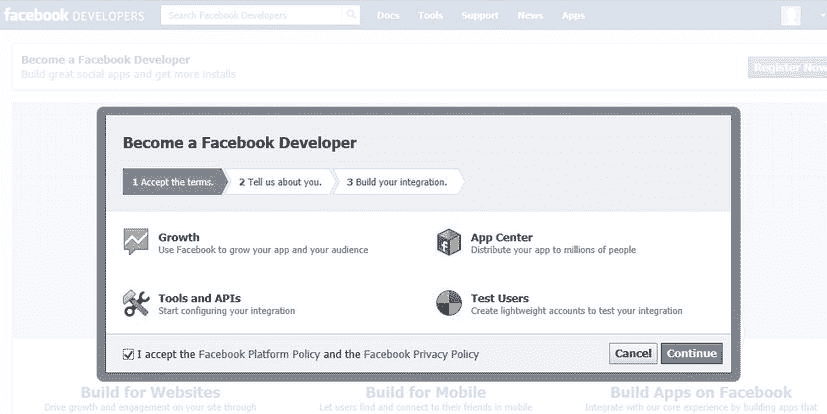 facebook DEVELOPERS Search Facebook Developers Docs Tools Support News Apps
Become a Facebook Developer
Build great social apps and get more installs
Register Now
Become a Facebook Developer
1 Accept the terms. 2 Tell us about you. 3 Build your integration.
Growth
Use Facebook to grow your app and your audience
App Center
Distribute your app to millions of people
Tools and APIs
Start configuring your integration
Test Users
Create lightweight accounts to test your integration
I accept the Facebook Platform Policy and the Facebook Privacy Policy
Cancel Continue
Build for Websites
Drive growth and engagement on your site through
Build for Mobile
Let users find and connect to their friends in mobile
Build Apps on Facebook
Integrate with our core experience by building apps that